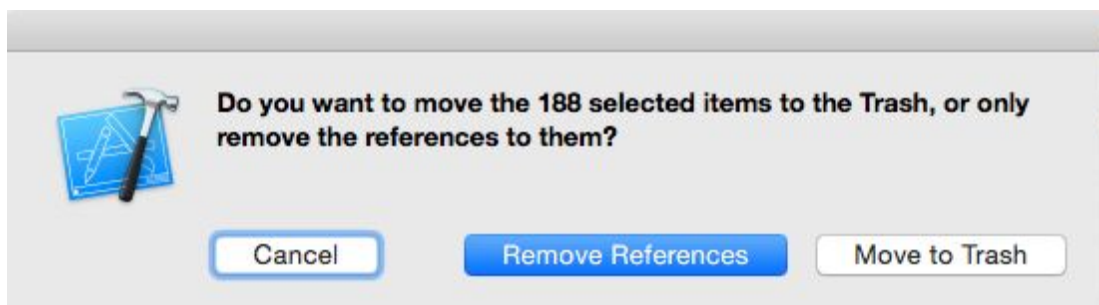 Do you want to move the 188 selected items to the Trash, or only
remove the references to them?
Cancel
Remove References
Move to Trash